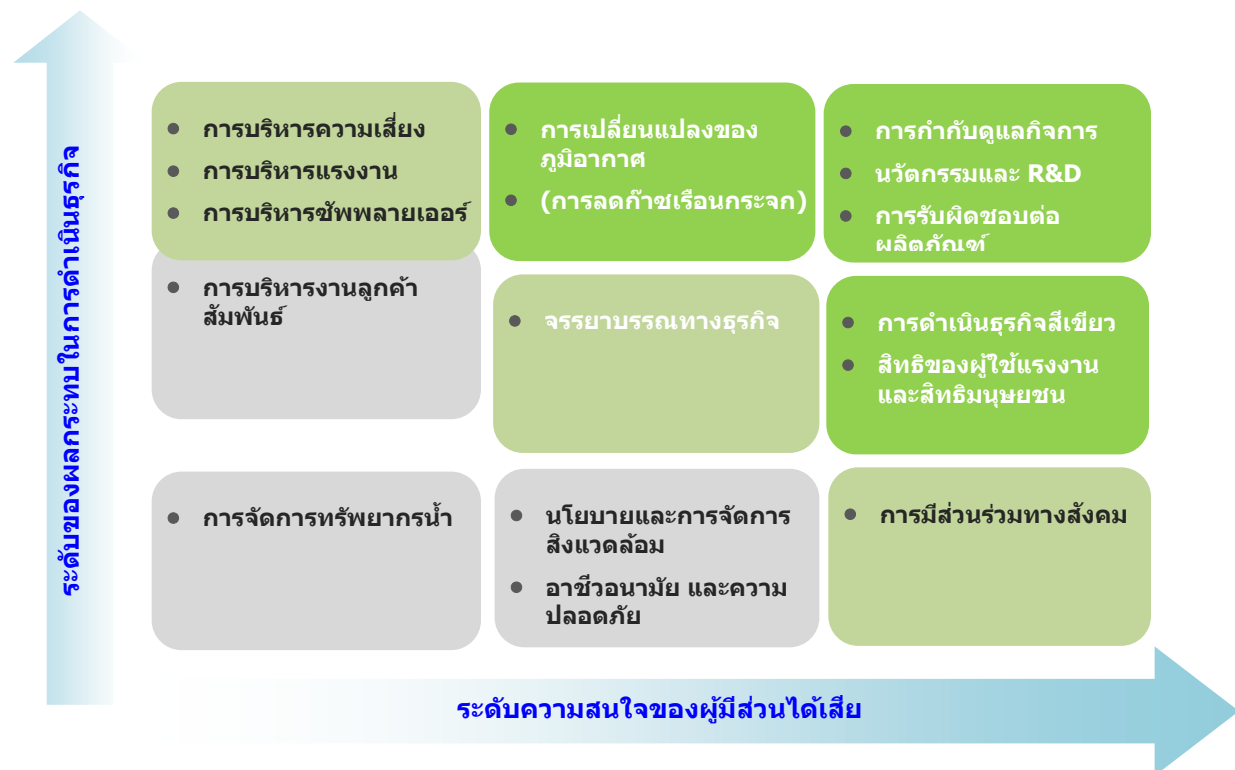 ระดับของผลกระทบในการดำเนินธุรกิจ
● การบริหารความเสี่ยง
● การบริหารแรงงาน
● การบริหารซัพพลายเออร์
● การเปลี่ยนแปลงของ
ภูมิอากาศ
● (การลดก๊าซเรือนกระจก)
● การกำกับดูแลกิจการ
● นวัตกรรมและ R&D
● การรับผิดชอบต่อ
ผลิตภัณฑ์
● การบริหารงานลูกค้า
สัมพันธ์
● จรรยาบรรณทางธุรกิจ
● การดำเนินธุรกิจสีเขียว
● สิทธิของผู้ใช้แรงงาน
และสิทธิมนุษยชน
● การจัดการทรัพยากรน้ำ
● นโยบายและการจัดการ
สิ่งแวดล้อม
● อาชีวอนามัย และความ
ปลอดภัย
● การมีส่วนร่วมทางสังคม
ระดับความสนใจของผู้มีส่วนได้เสีย